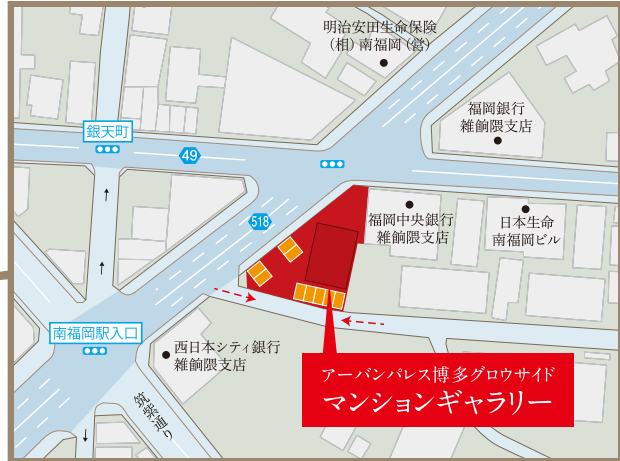 明治安田生命保険
(相)南福岡(営)
福岡銀行
雑餉隈支店
銀天町
49
518
福岡中央銀行
雑餉隈支店
日本生命
南福岡ビル
南福岡駅入口
西日本シティ銀行
雑餉隈支店
筑紫通り
アーバンパレス博多グロウサイド
マンションギャラリー